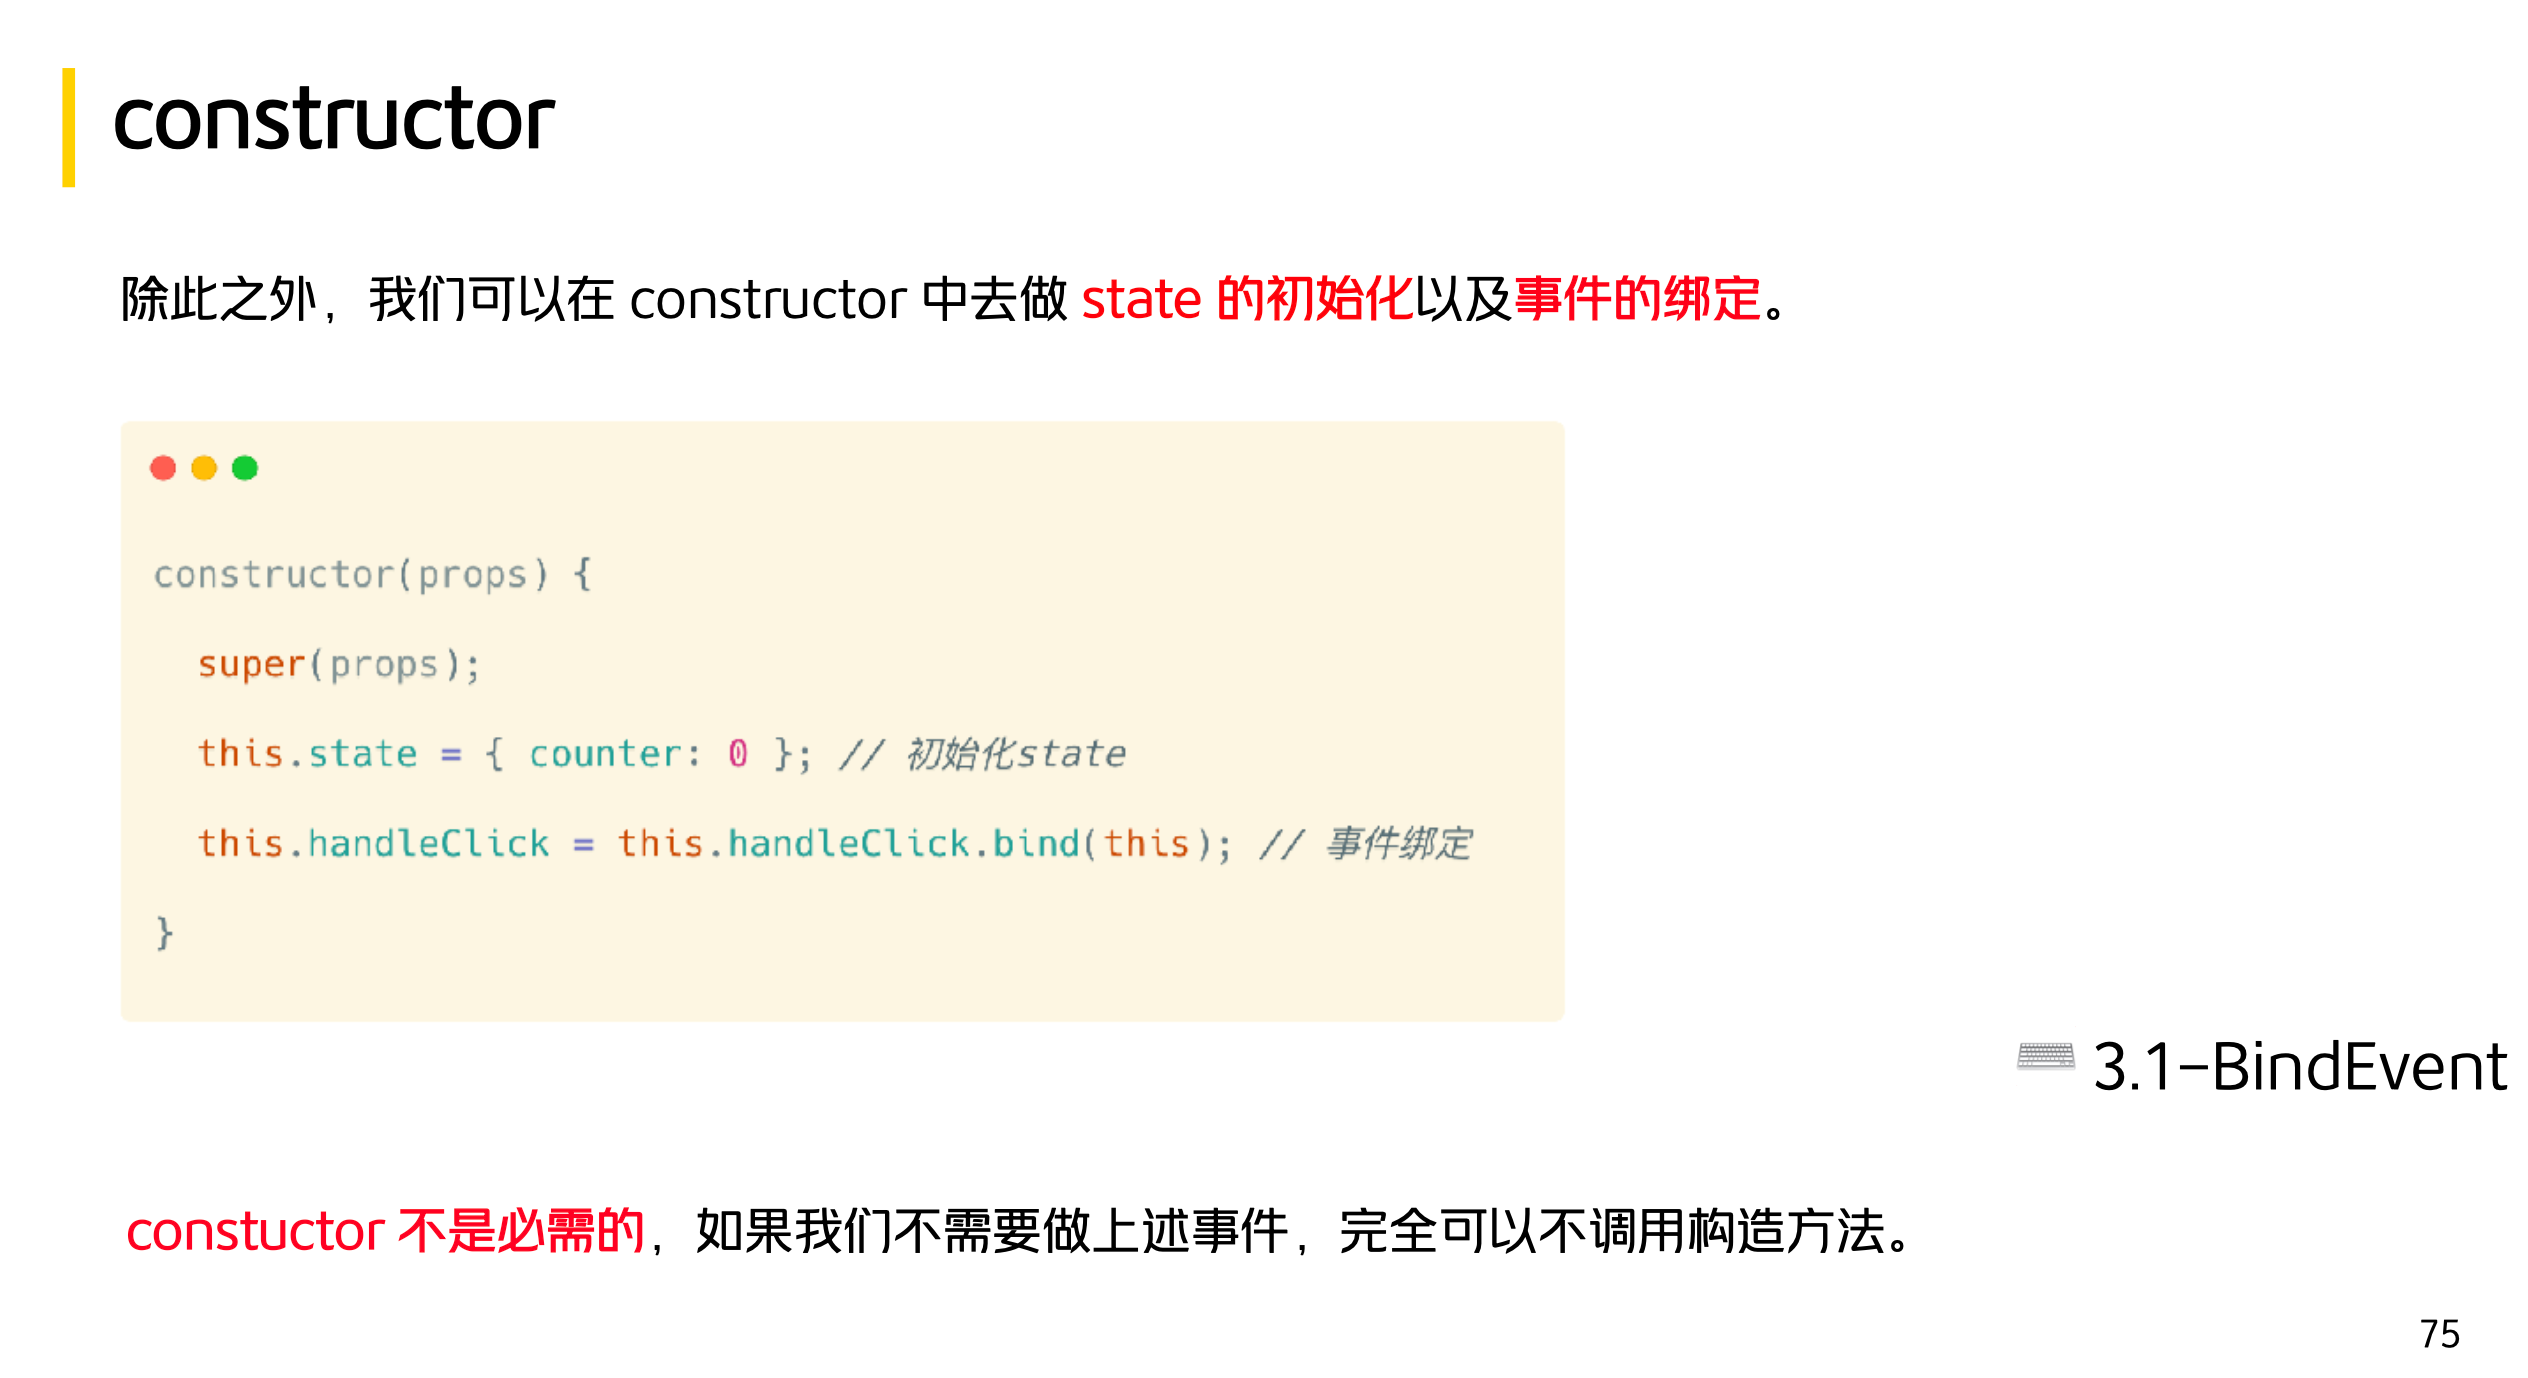 constructor
除此之外，我们可以在 constructor 中去做 state 的初始化以及事件的绑定。
constructor(props) {
super(props);
this.state = { counter: 0 }; // 初始化state
this.handleClick = this.handleClick.bind(this); // 事件绑定
}
3.1-BindEvent
constuctor 不是必需的，如果我们不需要做上述事件，完全可以不调用构造方法。
75